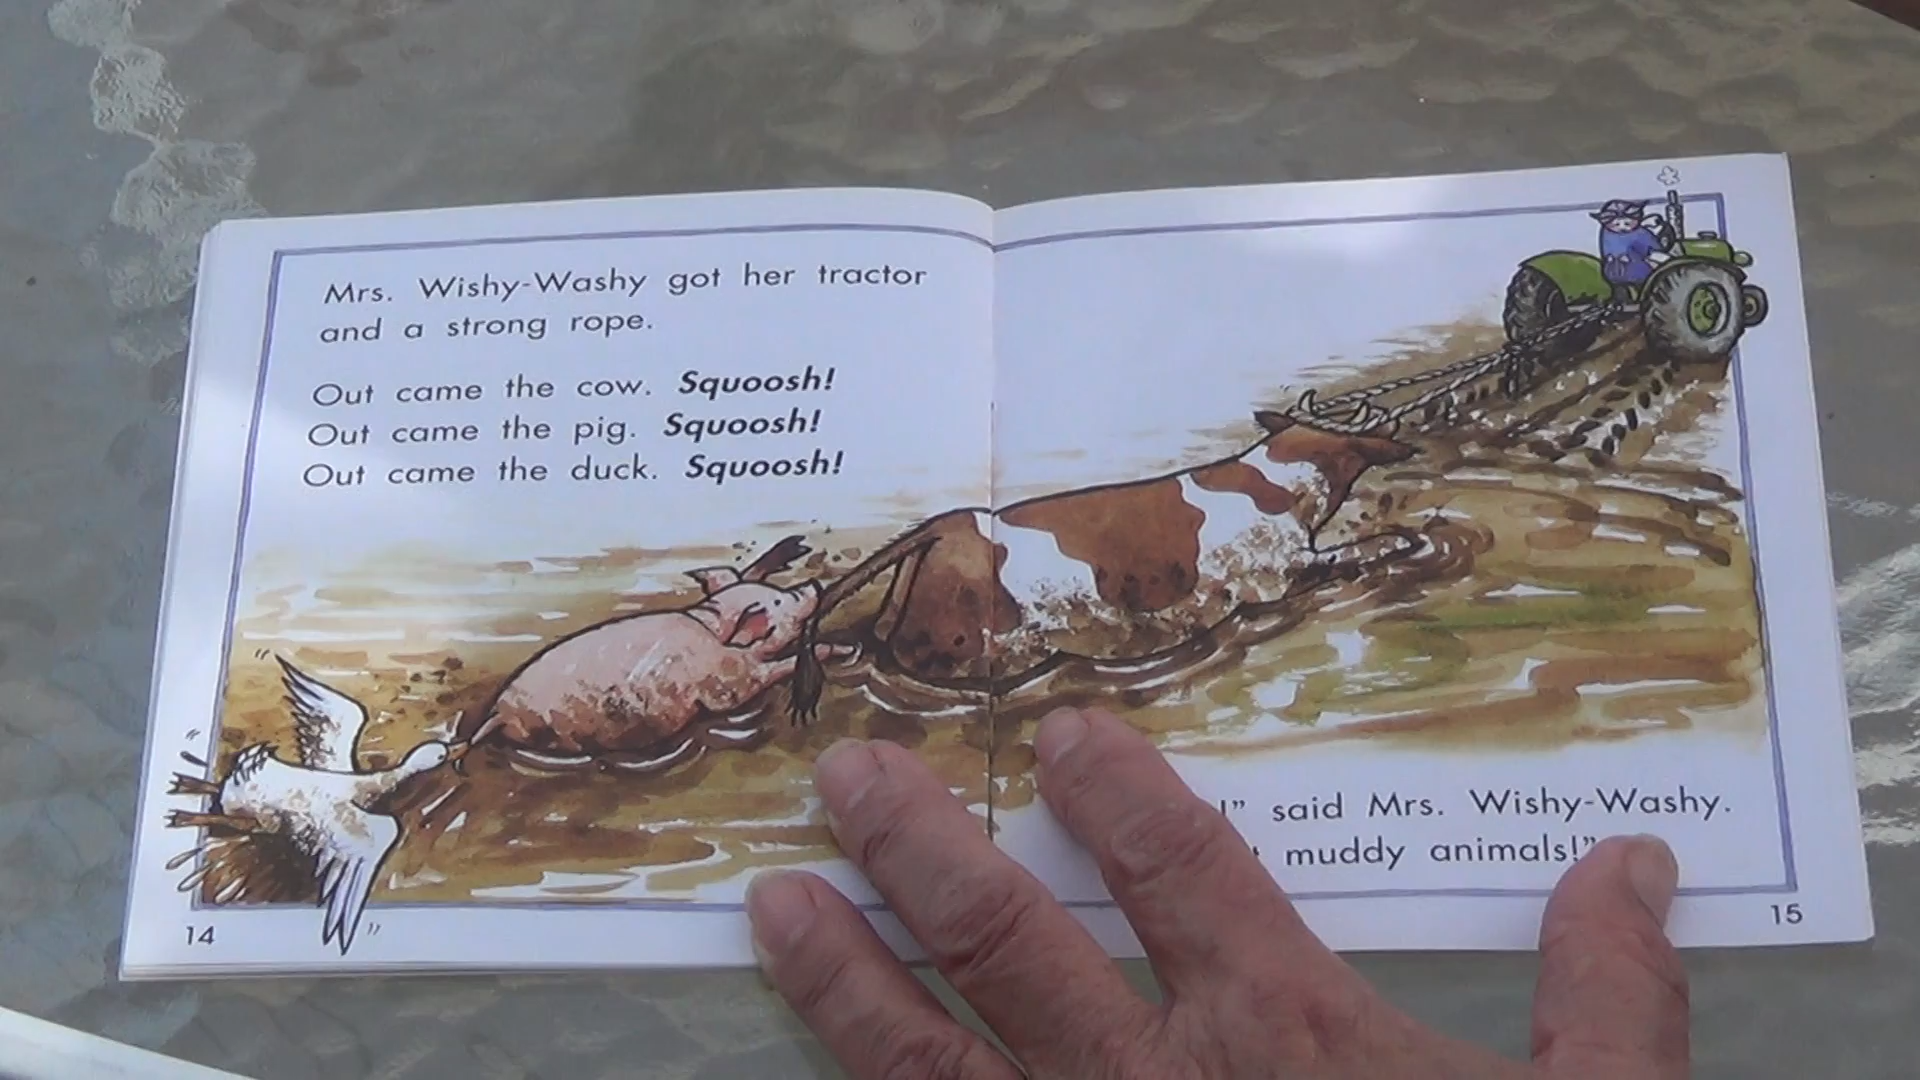 Mrs. Wishy-Washy got her tractor
and a strong rope.
Out came the cow. Squoosh!
Out came the pig. Squoosh!
Out came the duck. Squoosh!
!" said Mrs. Wishy-Washy.
muddy animals!"
14
15